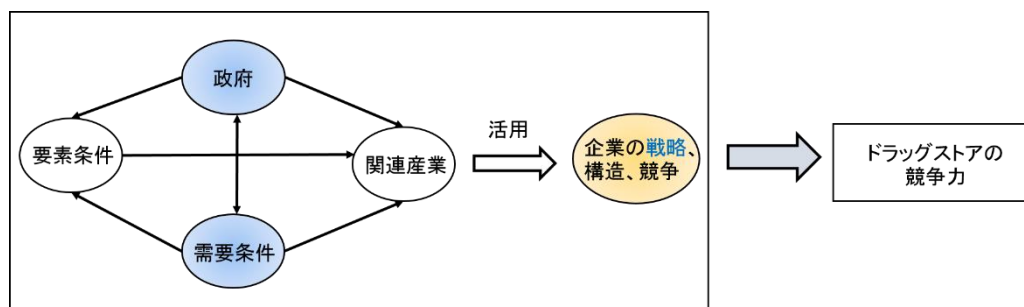 政府
要素条件
関連産業
需要条件
活用
企業の戦略、
構造、競争
ドラッグストアの
競争力